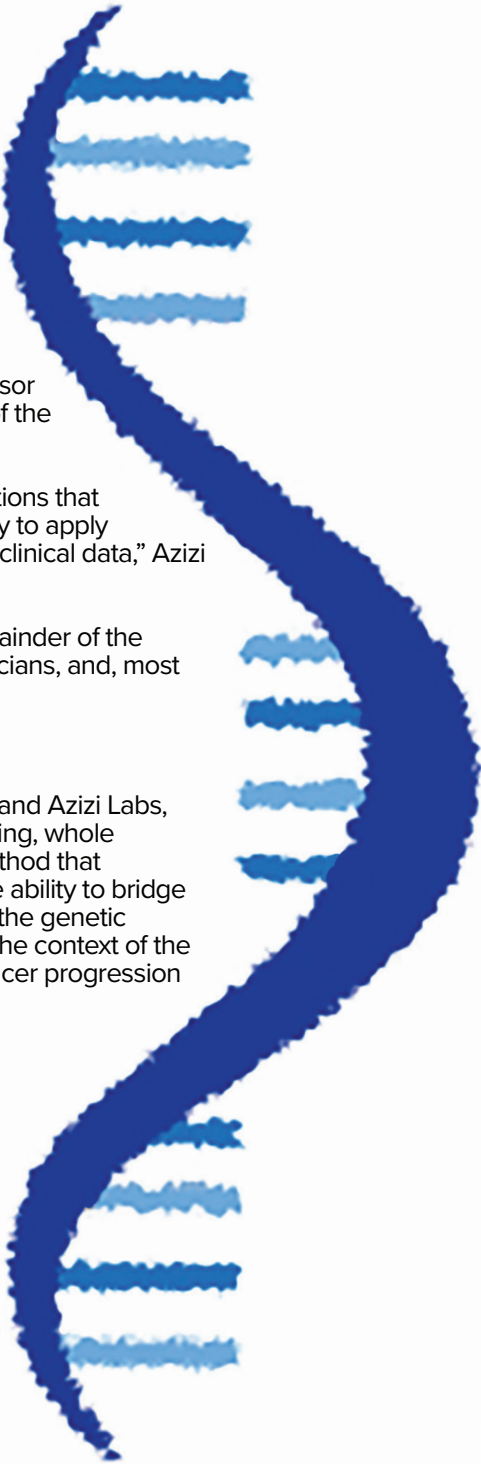 sor
of the
tions that
y to apply
clinical data,” Azizi
ainder of the
cians, and, most
and Azizi Labs,
ing, whole
thod that
e ability to bridge
the genetic
he context of the
cer progression